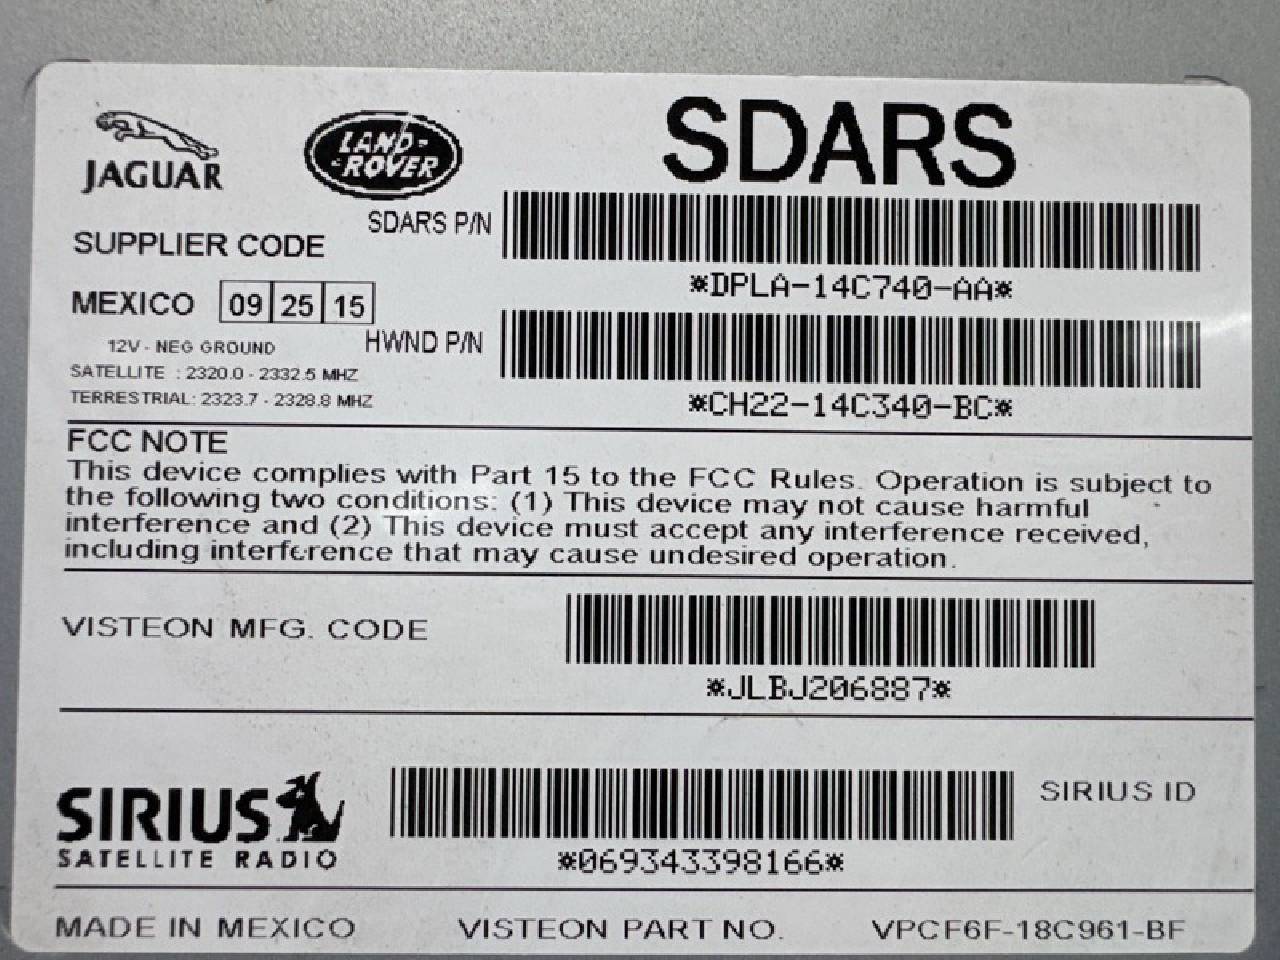 JAGUAR
LAND-
-ROVER
SDARS
SDARS P/N
*DPLA-14C740-AA*
SUPPLIER CODE
MEXICO 09 25 15
HWND P/N
*CH22-14C340-BC*
12V - NEG GROUND
SATELLITE : 2320.0 - 2332.5 MHZ
TERRESTRIAL: 2323.7 - 2328.8 MHZ
FCC NOTE
This device complies with Part 15 to the FCC Rules. Operation is subject to
the following two conditions: (1) This device may not cause harmful
interference and (2) This device must accept any interference received,
including interference that may cause undesired operation.
VISTEON MFG. CODE
*JLBJ206887*
SIRIUS
SATELLITE RADIO
*069343398166*
SIRIUS ID
MADE IN MEXICO VISTEON PART NO. VPCF6F-18C961-BF